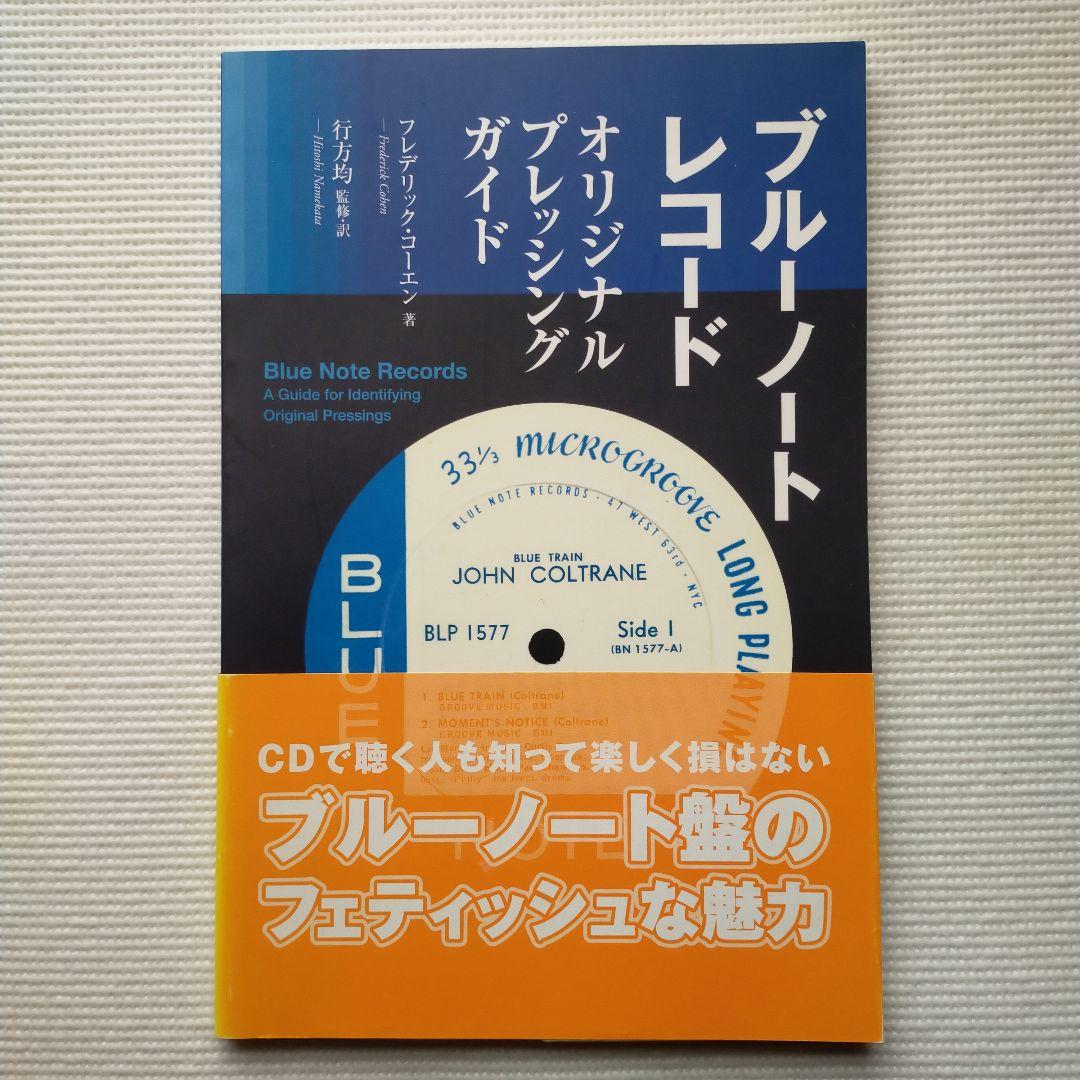 ブルーノート
レコード
オリジナル
プレッシング
ガイド
フレデリック・コーエン 著
— Frederick Cohen
行方均 監修・訳
— Hitoshi Namekata
Blue Note Records
A Guide for Identifying
Original Pressings
33⅓ MICROGROOVE LONG PLAYIN
BLUE NOTE RECORDS · 47 WEST 63rd · NYC
BLUE TRAIN
JOHN COLTRANE
BLP 1577
Side 1
(BN 1577-A)
BLUE
1. BLUE TRAIN (Coltrane)
GROOVE MUSIC - BMI
2. MOMENT'S NOTICE (Coltrane)
GROOVE MUSIC - BMI
CDで聴く人も知って楽しく損はない
ブルーノート盤の
フェティッシュな魅力